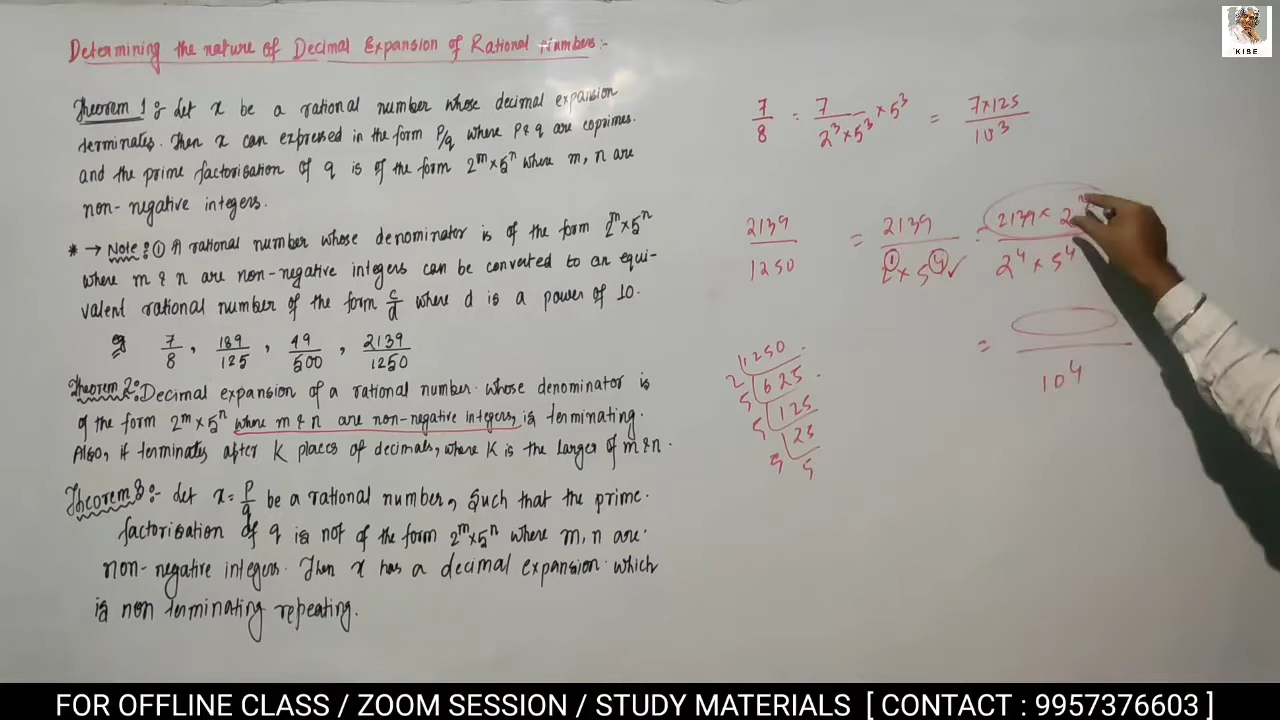 Determining the nature of Decimal Expansion of Rational Numbers:-
Theorem 1 :- Let x be a rational number whose decimal expansion
terminates. Then x can expressed in the form P/q where P & q are coprimes.
and the prime factorisation of q is of the form 2^m × 5^n where m, n are
non-negative integers.
* → Note:- ① A rational number whose denominator is of the form 2^m × 5^n
where m & n are non-negative integers can be converted to an equi-
valent rational number of the form c/d where d is a power of 10.
eg 7/8 , 189/125 , 49/500 , 2139/1250
Theorem 2:- Decimal expansion of a rational number whose denominator is
of the form 2^m × 5^n where m & n are non-negative integers, is terminating.
Also, it terminates after K places of decimals, where K is the larger of m & n.
Theorem 3:- Let x = P/q be a rational number, such that the prime
factorisation of q is not of the form 2^m × 5^n where m, n are
non-negative integers. Then x has a decimal expansion which
is non terminating repeating.
7/8 = 7/2^3 × 5^3 × 5^3 = 7×125/10^3
2139/1250 = 2139/2^1 × 5^4 ✓ = 2139 × 2/2^4 × 5^4
= /10^4
1250
2 625
5 125
5 25
5 5
KISE
FOR OFFLINE CLASS / ZOOM SESSION / STUDY MATERIALS [ CONTACT : 9957376603 ]